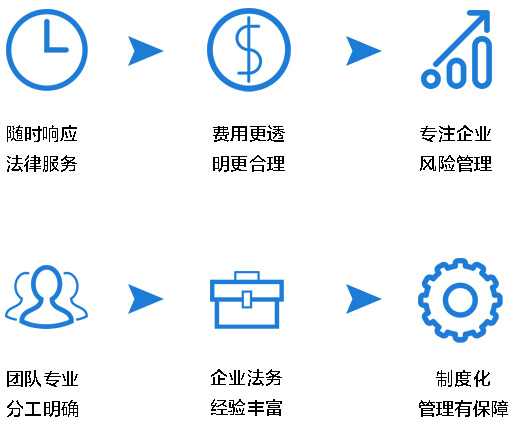 随时响应
法律服务
费用更透
明更合理
专注企业
风险管理
团队专业
分工明确
企业法务
经验丰富
制度化
管理有保障